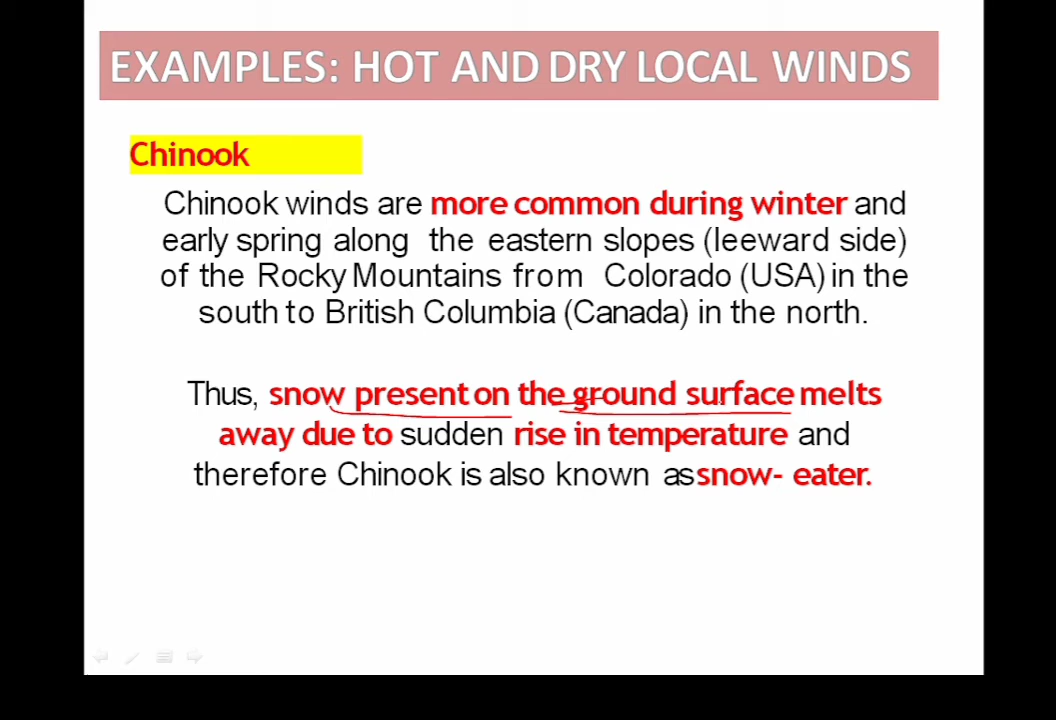 EXAMPLES: HOT AND DRY LOCAL WINDS
Chinook
Chinook winds are more common during winter and
early spring along the eastern slopes (leeward side)
of the Rocky Mountains from Colorado (USA) in the
south to British Columbia (Canada) in the north.
Thus, snow present on the ground surface melts
away due to sudden rise in temperature and
therefore Chinook is also known as snow- eater.